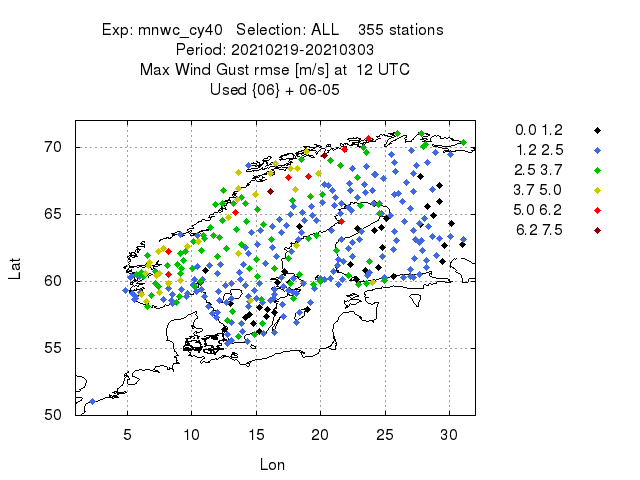 Exp: mnwc_cy40 Selection: ALL 355 stations
Period: 20210219-20210303
Max Wind Gust rmse [m/s] at 12 UTC
Used {06} + 06-05
0.0 1.2
1.2 2.5
2.5 3.7
3.7 5.0
5.0 6.2
6.2 7.5
70
65
60
55
50
Lat
5 10 15 20 25 30
Lon